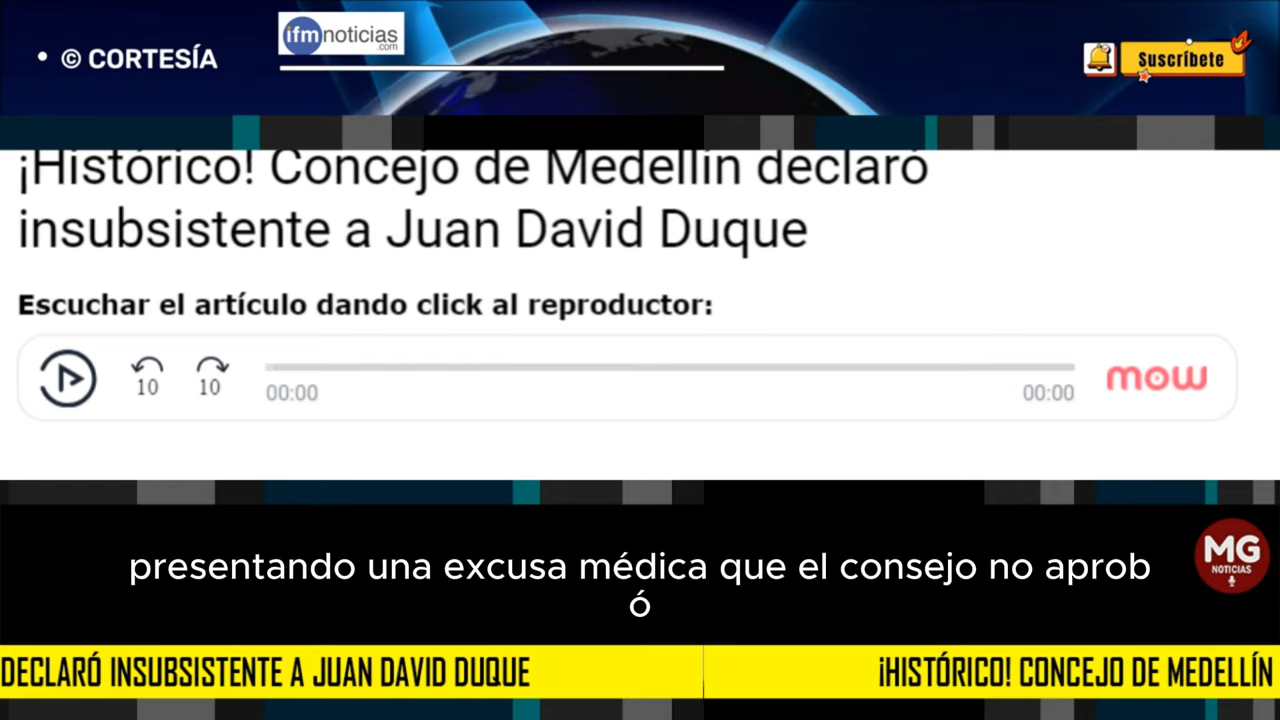 • © CORTESÍA
ifmnoticias
.com
Suscríbete
¡Histórico! Concejo de Medellín declaró
insubsistente a Juan David Duque
Escuchar el artículo dando click al reproductor:
10
10
00:00
00:00
mow
presentando una excusa médica que el consejo no aprob
ó
MG
NOTICIAS
DECLARÓ INSUBSISTENTE A JUAN DAVID DUQUE
¡HISTÓRICO! CONCEJO DE MEDELLÍN